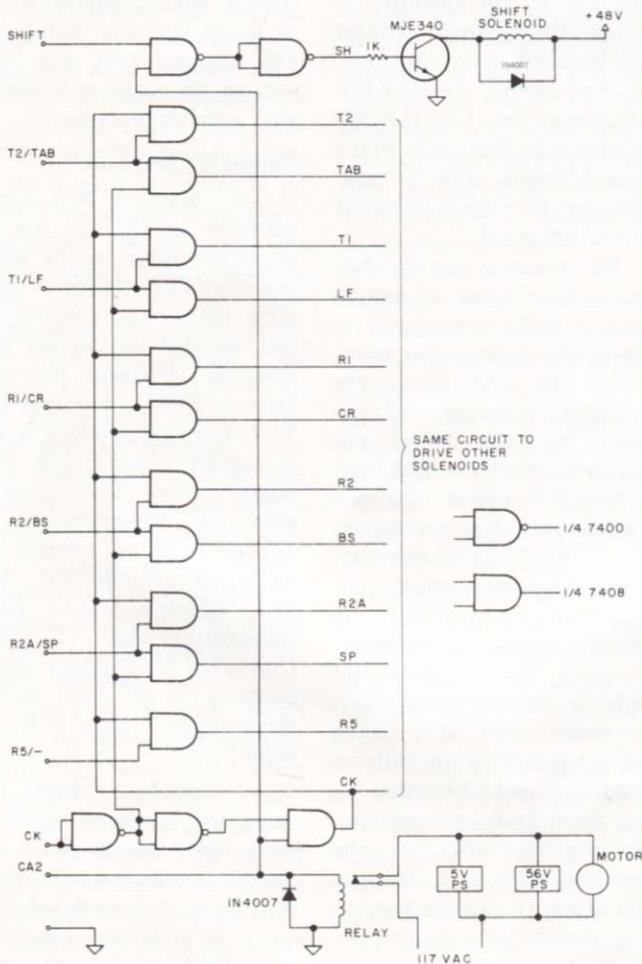 MJE340
SHIFT
SOLENOID
+48V
SHIFT
SH
1K
IN4007
T2
T2/TAB
TAB
T1
T1/LF
LF
R1
R1/CR
CR
SAME CIRCUIT TO
DRIVE OTHER
SOLENOIDS
R2
R2/BS
BS
1/4 7400
1/4 7408
R2A
R2A/SP
SP
R5
R5/-
CK
CK
CA2
IN4007
RELAY
5V
PS
56V
PS
MOTOR
117 VAC